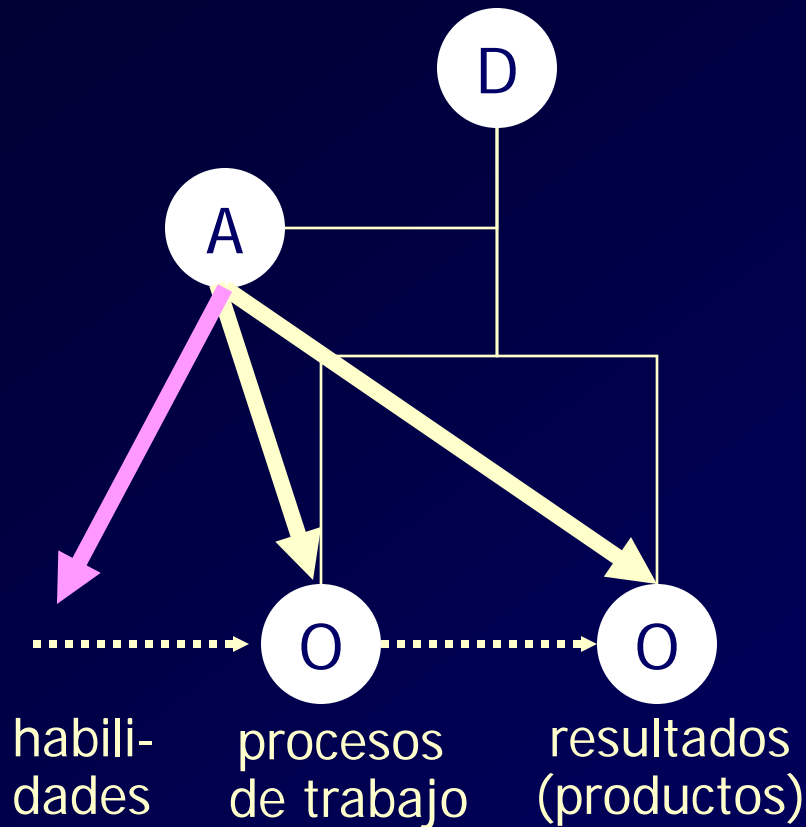 D
A
O
O
habili-
dades
procesos
de trabajo
resultados
(productos)